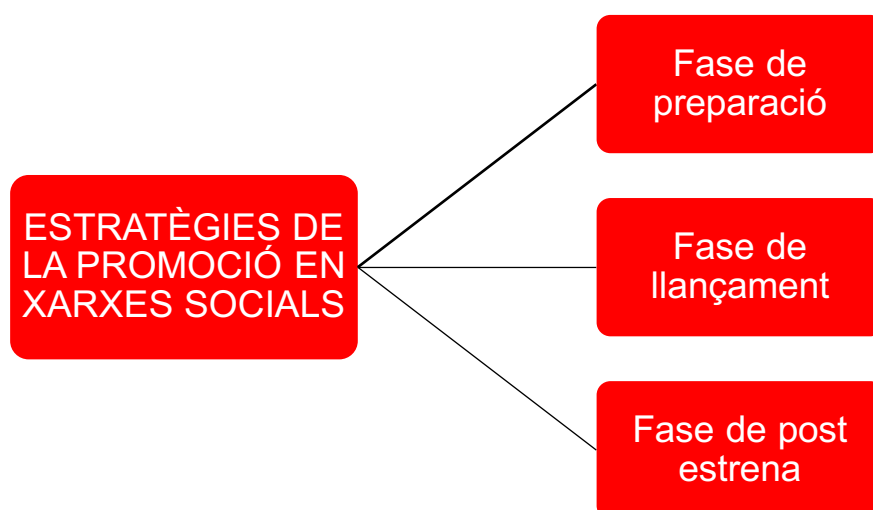 ESTRATÈGIES DE
LA PROMOCIÓ EN
XARXES SOCIALS
Fase de
preparació
Fase de
llançament
Fase de post
estrena